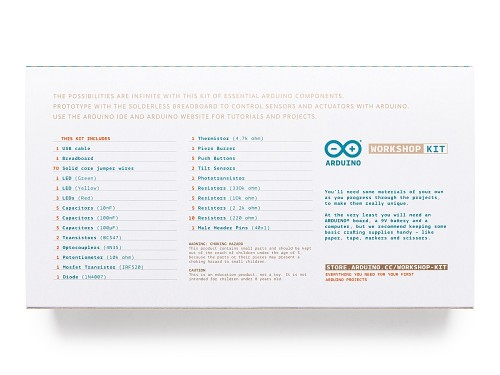 THE POSSIBILITIES ARE INFINITE WITH THIS KIT OF ESSENTIAL ARDUINO COMPONENTS.
PROTOTYPE WITH THE SOLDERLESS BREADBOARD TO CONTROL SENSORS AND ACTUATORS WITH ARDUINO.
USE THE ARDUINO IDE AND ARDUINO WEBSITE FOR TUTORIALS AND PROJECTS.
THIS KIT INCLUDES
1 USB cable
1 Breadboard
70 Solid core jumper wires
1 LED (Green)
1 LED (Yellow)
3 LEDs (Red)
5 Capacitors (10nF)
5 Capacitors (100nF)
5 Capacitors (100uF)
2 Transistors (BC547)
2 Optocouplers (4N35)
1 Potentiometer (10k ohm)
1 Mosfet Transistor (IRF520)
1 Diode (1N4007)
1 Thermistor (4.7k ohm)
1 Piezo Buzzer
5 Push Buttons
2 Tilt Sensors
1 Phototransistor
5 Resistors (330k ohm)
5 Resistors (10k ohm)
5 Resistors (2.2k ohm)
10 Resistors (220 ohm)
1 Male Header Pins (40x1)
WARNING: CHOKING HAZARD
This product contains small parts and should be kept
out of the reach of children under the age of 3
because the parts or their pieces may present a
choking hazard to small children.
CAUTION
This is an education product, not a toy. It is not
intended for children under 8 years old.
ARDUINO
WORKSHOP KIT
You'll need some materials of your own
as you progress through the projects,
to make them really unique.
At the very least you will need an
ARDUINO® board, a 9V battery and a
computer, but we recommend keeping some
basic crafting supplies handy - like
paper, tape, markers and scissors.
STORE.ARDUINO.CC/WORKSHOP-KIT
EVERYTHING YOU NEED FOR YOUR FIRST
ARDUINO PROJECTS